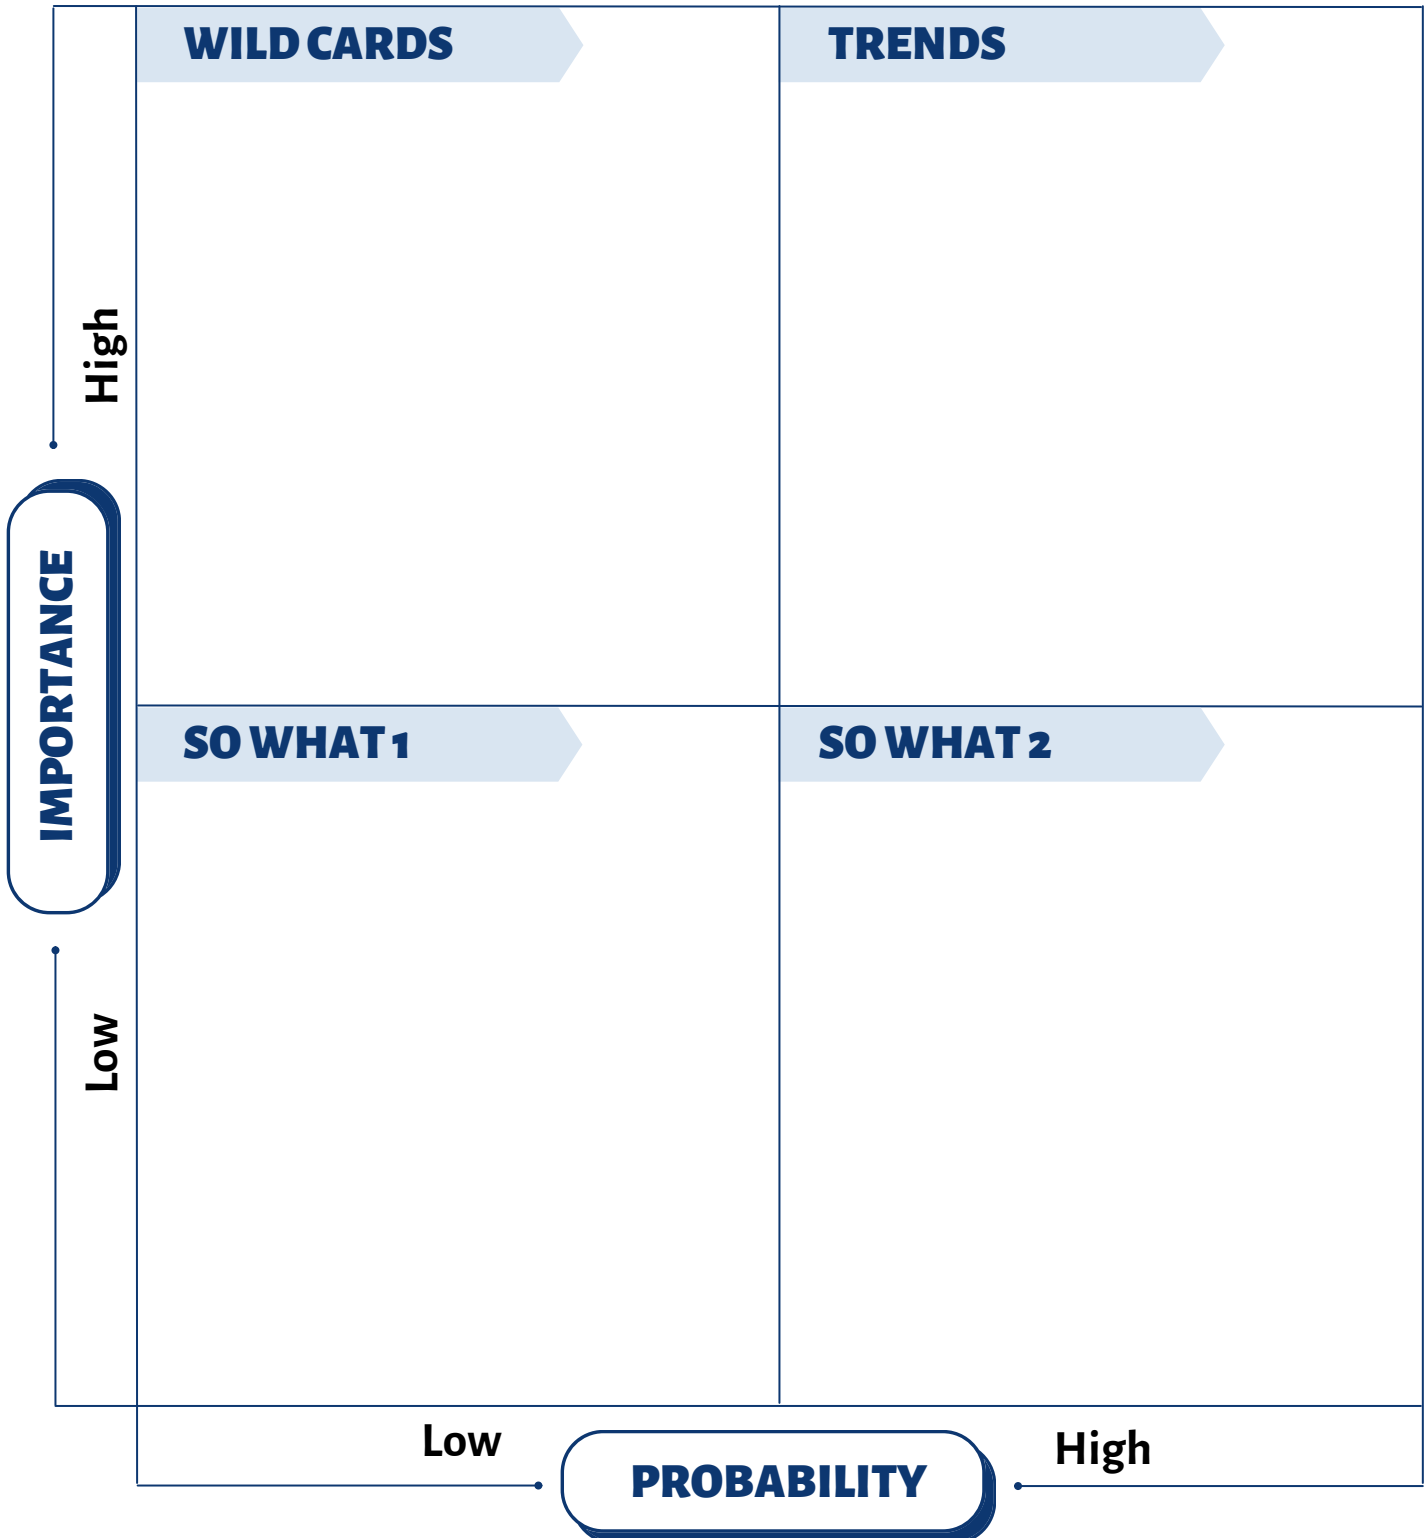 WILD CARDS
TRENDS
High
IMPORTANCE
SO WHAT 1
SO WHAT 2
Low
Low
High
PROBABILITY